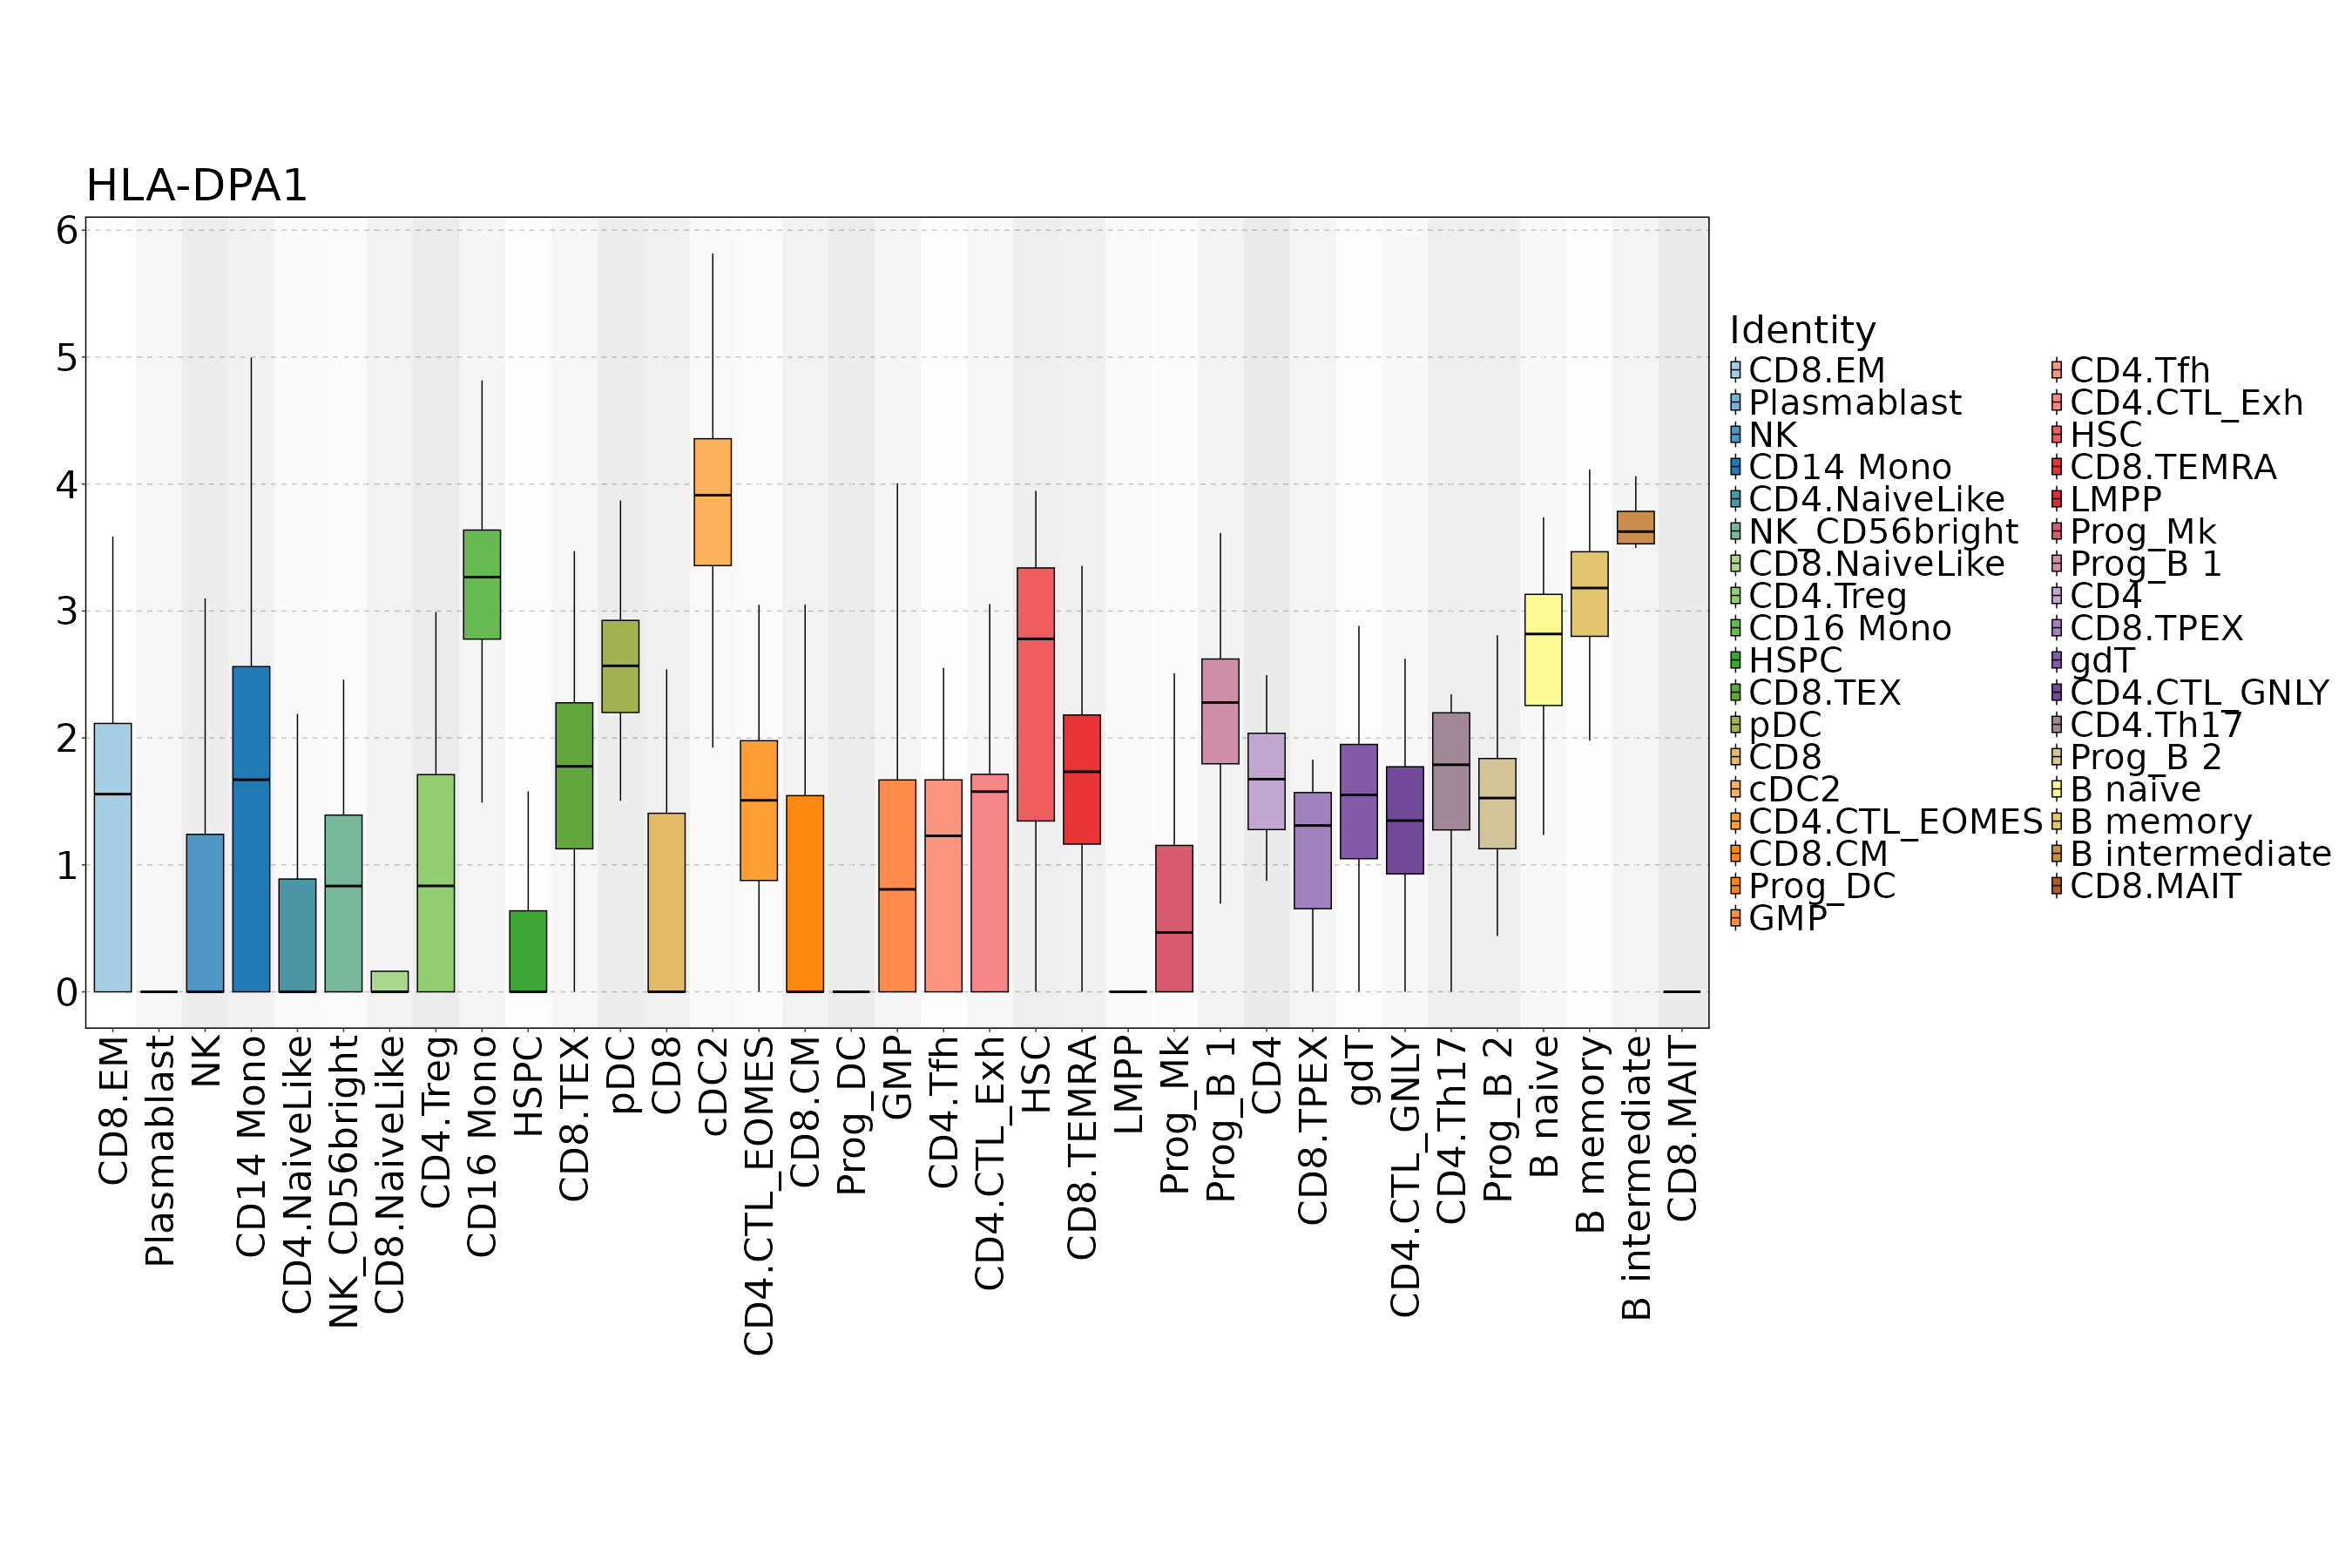 HLA-DPA1
6
5
4
3
2
1
0
CD8.EM
Plasmablast
NK
CD14 Mono
CD4.NaiveLike
NK_CD56bright
CD8.NaiveLike
CD4.Treg
CD16 Mono
HSPC
CD8.TEX
pDC
CD8
cDC2
CD4.CTL_EOMES
CD8.CM
Prog_DC
GMP
CD4.Tfh
CD4.CTL_Exh
HSC
CD8.TEMRA
LMPP
Prog_Mk
Prog_B 1
CD4
CD8.TPEX
gdT
CD4.CTL_GNLY
CD4.Th17
Prog_B 2
B naive
B memory
B intermediate
CD8.MAIT
Identity
CD8.EM
Plasmablast
NK
CD14 Mono
CD4.NaiveLike
NK_CD56bright
CD8.NaiveLike
CD4.Treg
CD16 Mono
HSPC
CD8.TEX
pDC
CD8
cDC2
CD4.CTL_EOMES
CD8.CM
Prog_DC
GMP
CD4.Tfh
CD4.CTL_Exh
HSC
CD8.TEMRA
LMPP
Prog_Mk
Prog_B 1
CD4
CD8.TPEX
gdT
CD4.CTL_GNLY
CD4.Th17
Prog_B 2
B naive
B memory
B intermediate
CD8.MAIT